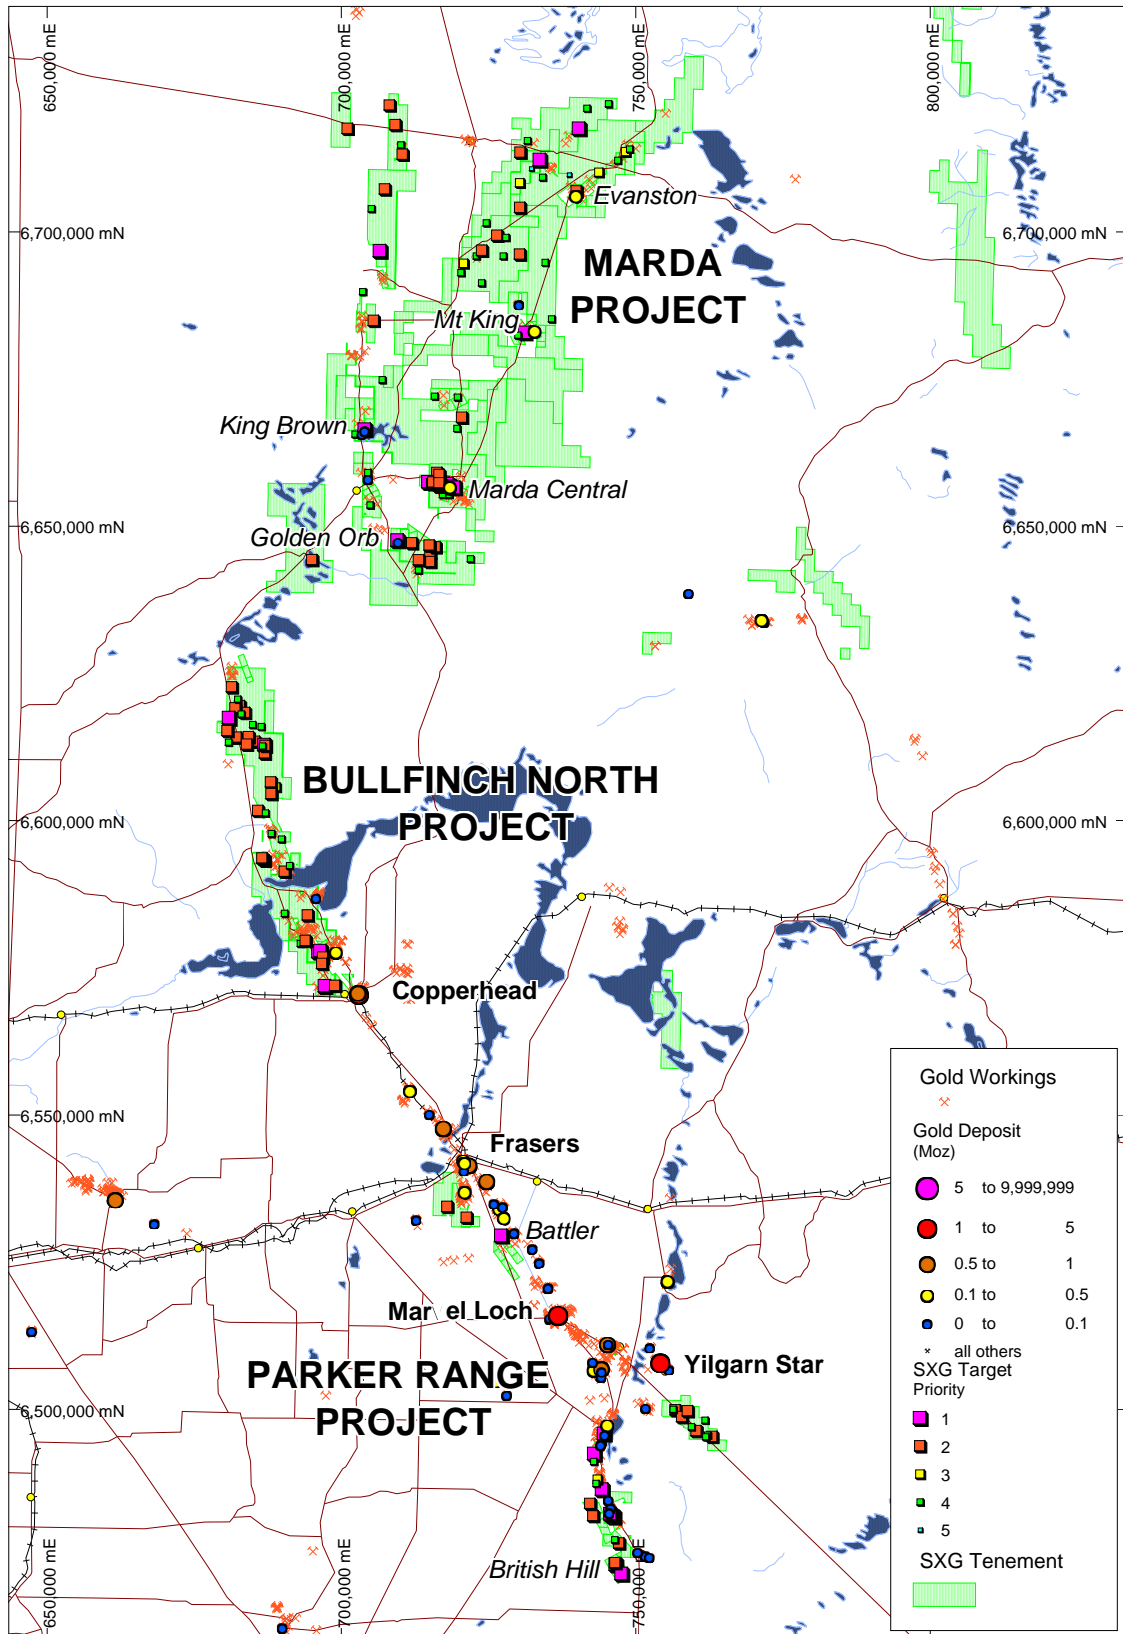 650,000 mE
700,000 mE
750,000 mE
800,000 mE
Evanston
6,700,000 mN
6,700,000 mN
MARDA
PROJECT
Mt King
King Brown
Marda Central
6,650,000 mN
6,650,000 mN
Golden Orb
BULLFINCH NORTH
PROJECT
6,600,000 mN
6,600,000 mN
Copperhead
6,550,000 mN
Frasers
Battler
Mar el Loch
Yilgarn Star
PARKER RANGE
PROJECT
6,500,000 mN
British Hill
650,000 mE
700,000 mE
750,000 mE
Gold Workings
Gold Deposit
(Moz)
5 to 9,999,999
1 to 5
0.5 to 1
0.1 to 0.5
0 to 0.1
all others
SXG Target
Priority
1
2
3
4
5
SXG Tenement